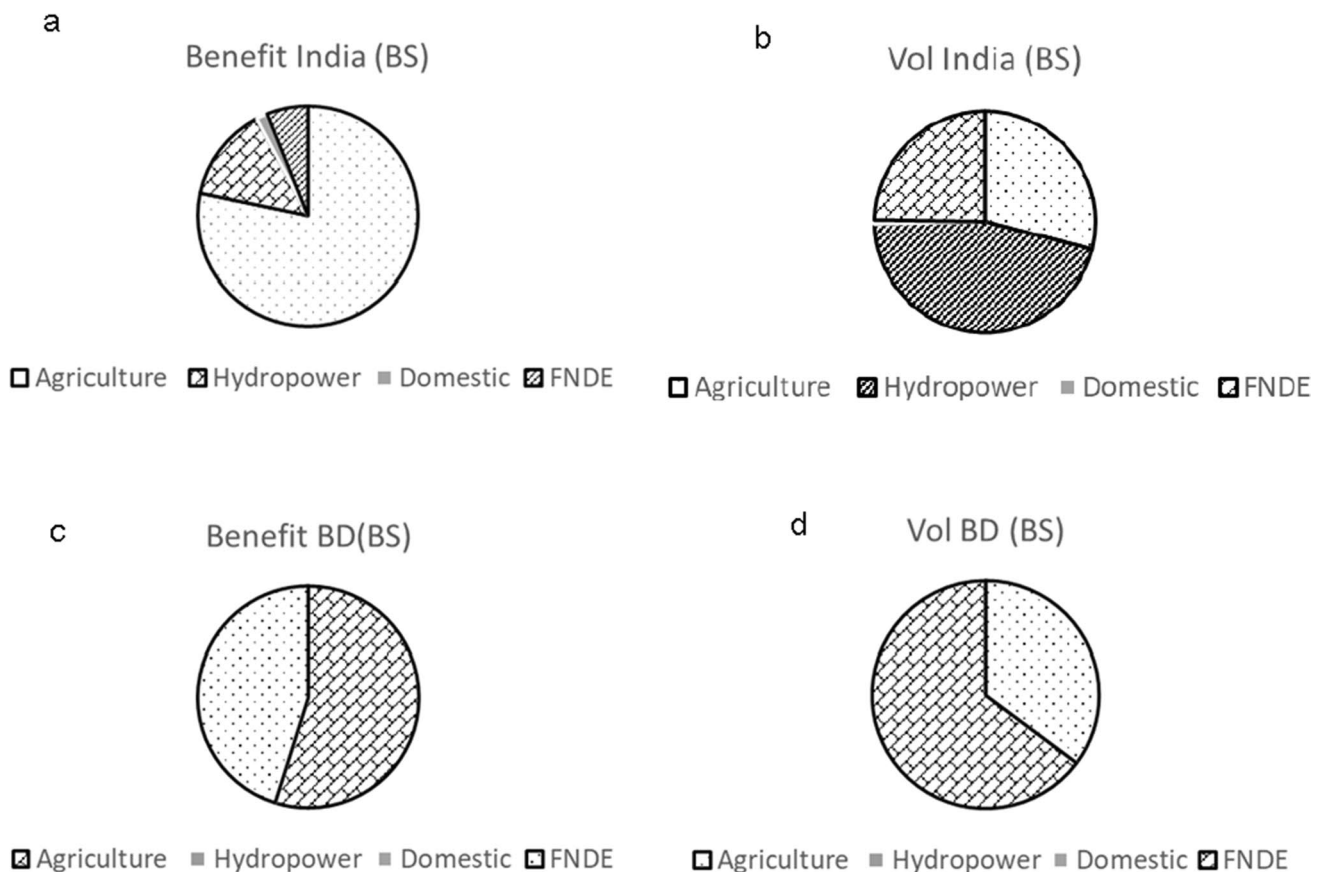 a
Benefit India (BS)
Agriculture Hydropower Domestic FNDE
b
Vol India (BS)
Agriculture Hydropower Domestic FNDE
c
Benefit BD(BS)
Agriculture Hydropower Domestic FNDE
d
Vol BD (BS)
Agriculture Hydropower Domestic FNDE